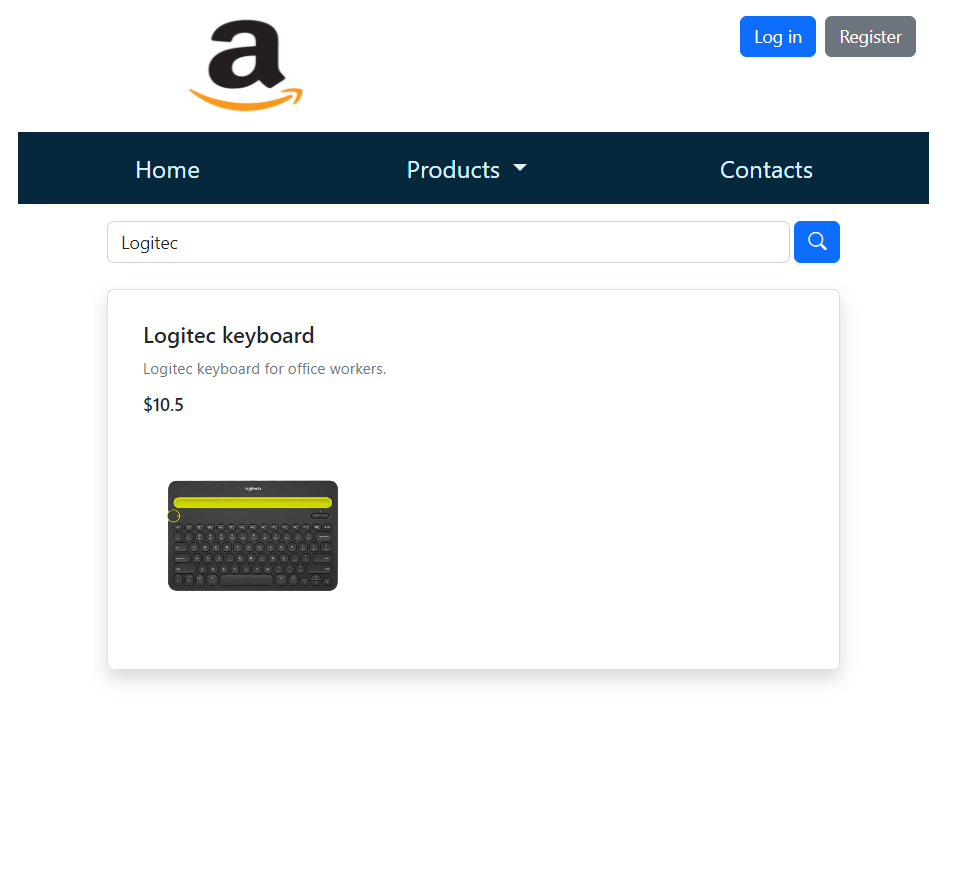 a
Log in Register
Home Products Contacts
Logitec
Logitec keyboard
Logitec keyboard for office workers.
$10.5
logitech